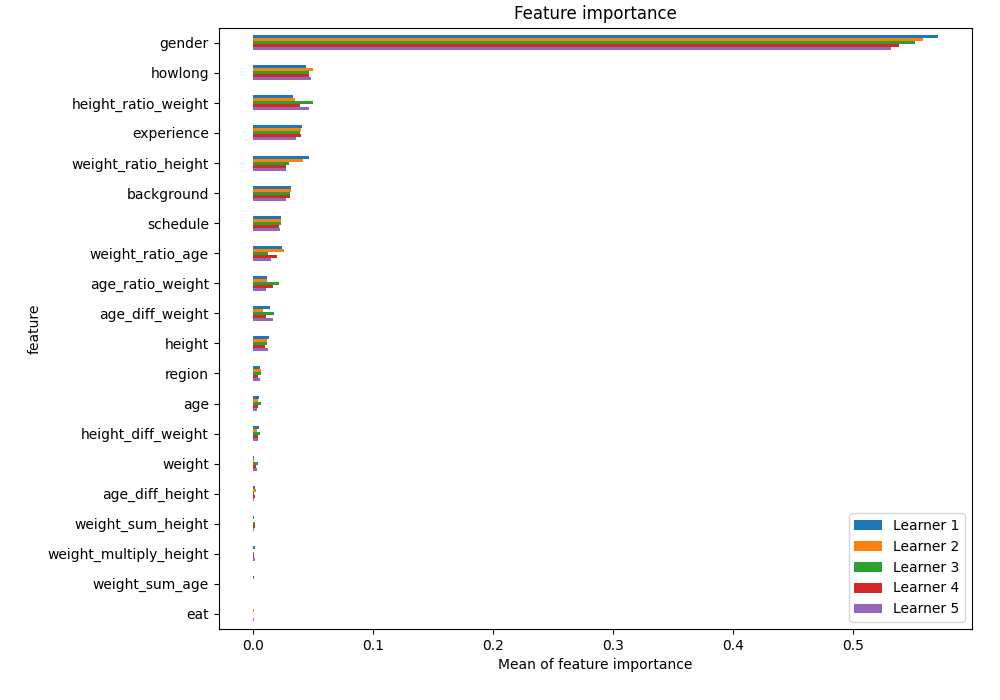 Feature importance
gender
howlong
height_ratio_weight
experience
weight_ratio_height
background
schedule
weight_ratio_age
age_ratio_weight
age_diff_weight
height
region
age
height_diff_weight
weight
age_diff_height
weight_sum_height
weight_multiply_height
weight_sum_age
eat
feature
Learner 1
Learner 2
Learner 3
Learner 4
Learner 5
0.0 0.1 0.2 0.3 0.4 0.5
Mean of feature importance